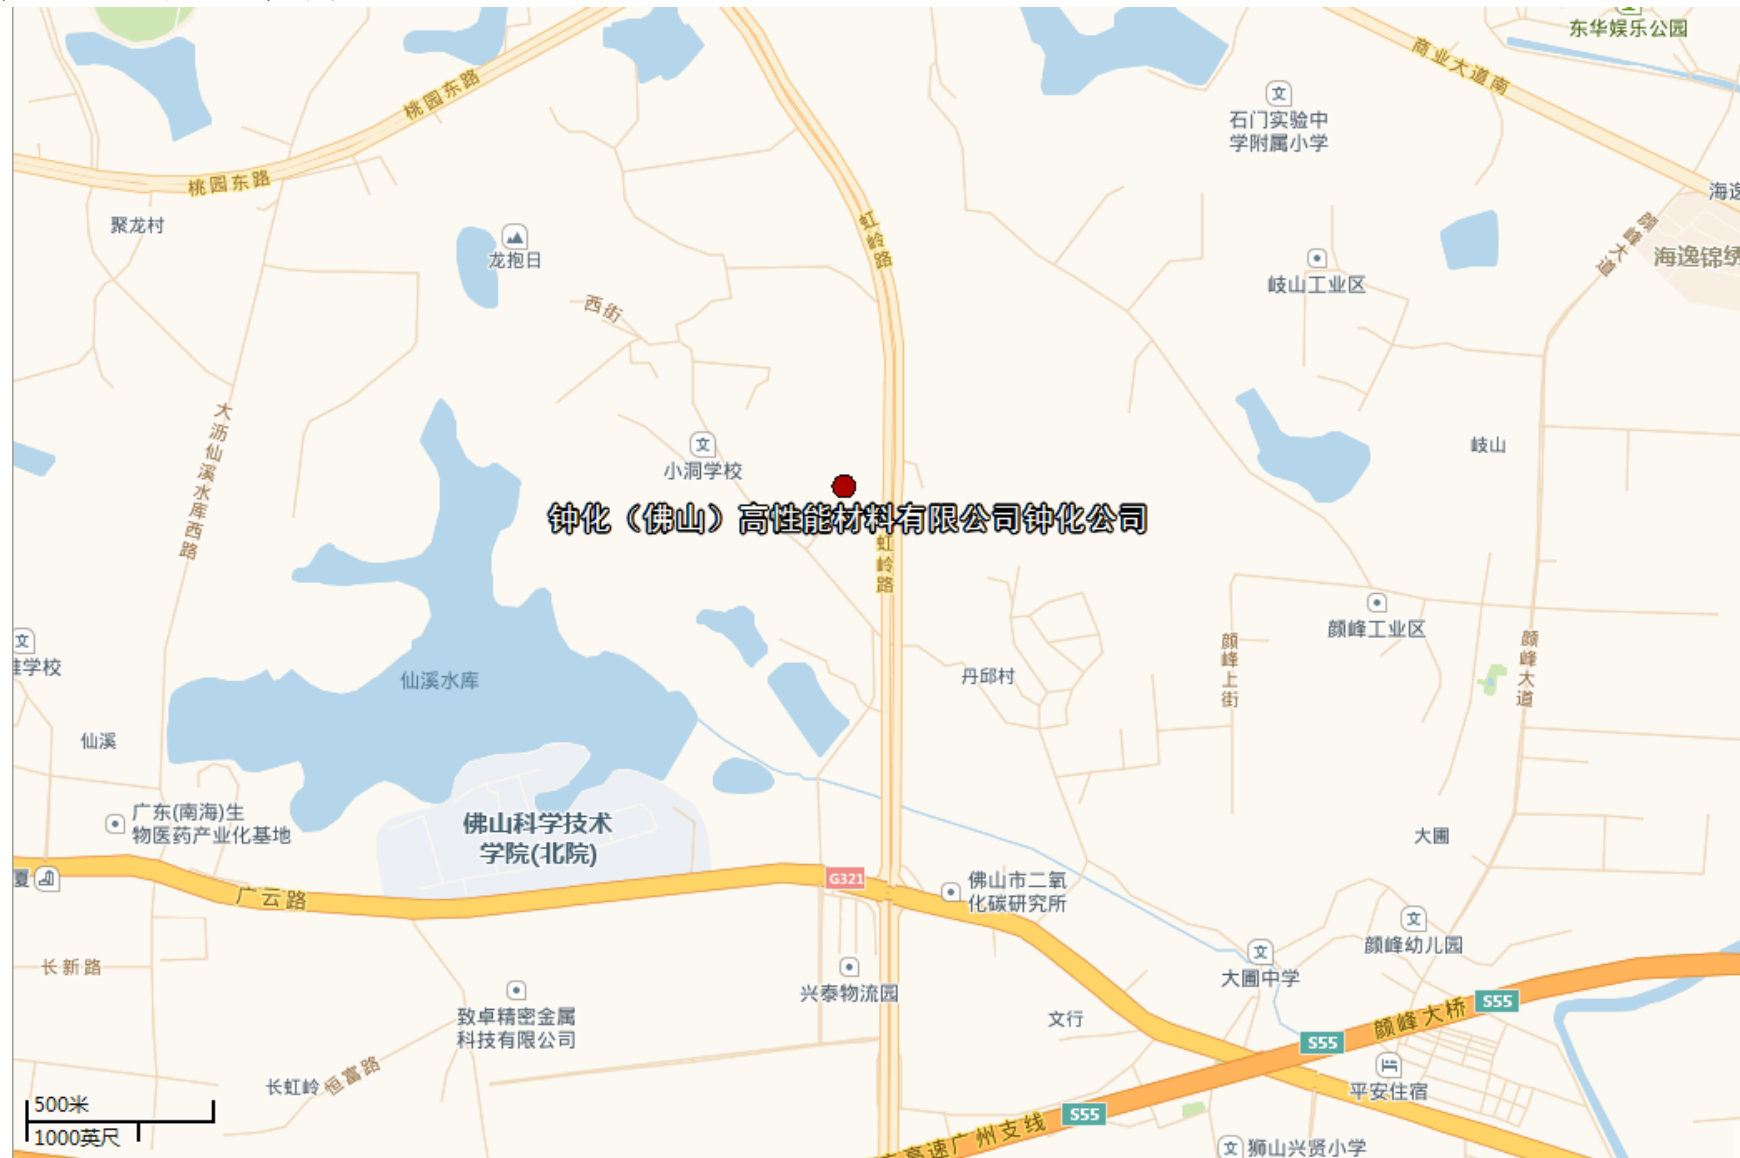 东华娱乐公园
商业大道南
桃园东路
石门实验中
学附属小学
桃园东路
海逸
聚龙村
虹岭路
颜峰大道
海逸锦绣
龙抱日
岐山工业区
西街
大沥仙溪水库西路
岐山
小洞学校
钟化（佛山）高性能材料有限公司钟化公司
虹岭路
颜峰工业区
颜峰上街
颜峰大道
学校
丹邱村
仙溪水库
仙溪
广东(南海)生
物医药产业化基地
佛山科学技术
学院(北院)
大圃
G321
夏
广云路
佛山市二氧
化碳研究所
颜峰幼儿园
长新路
大圃中学
兴泰物流园
致卓精密金属
科技有限公司
文行
S55
颜峰大桥
S55
长虹岭
恒富路
平安住宿
500米
1000英尺
S55
高速广州支线
狮山兴贤小学